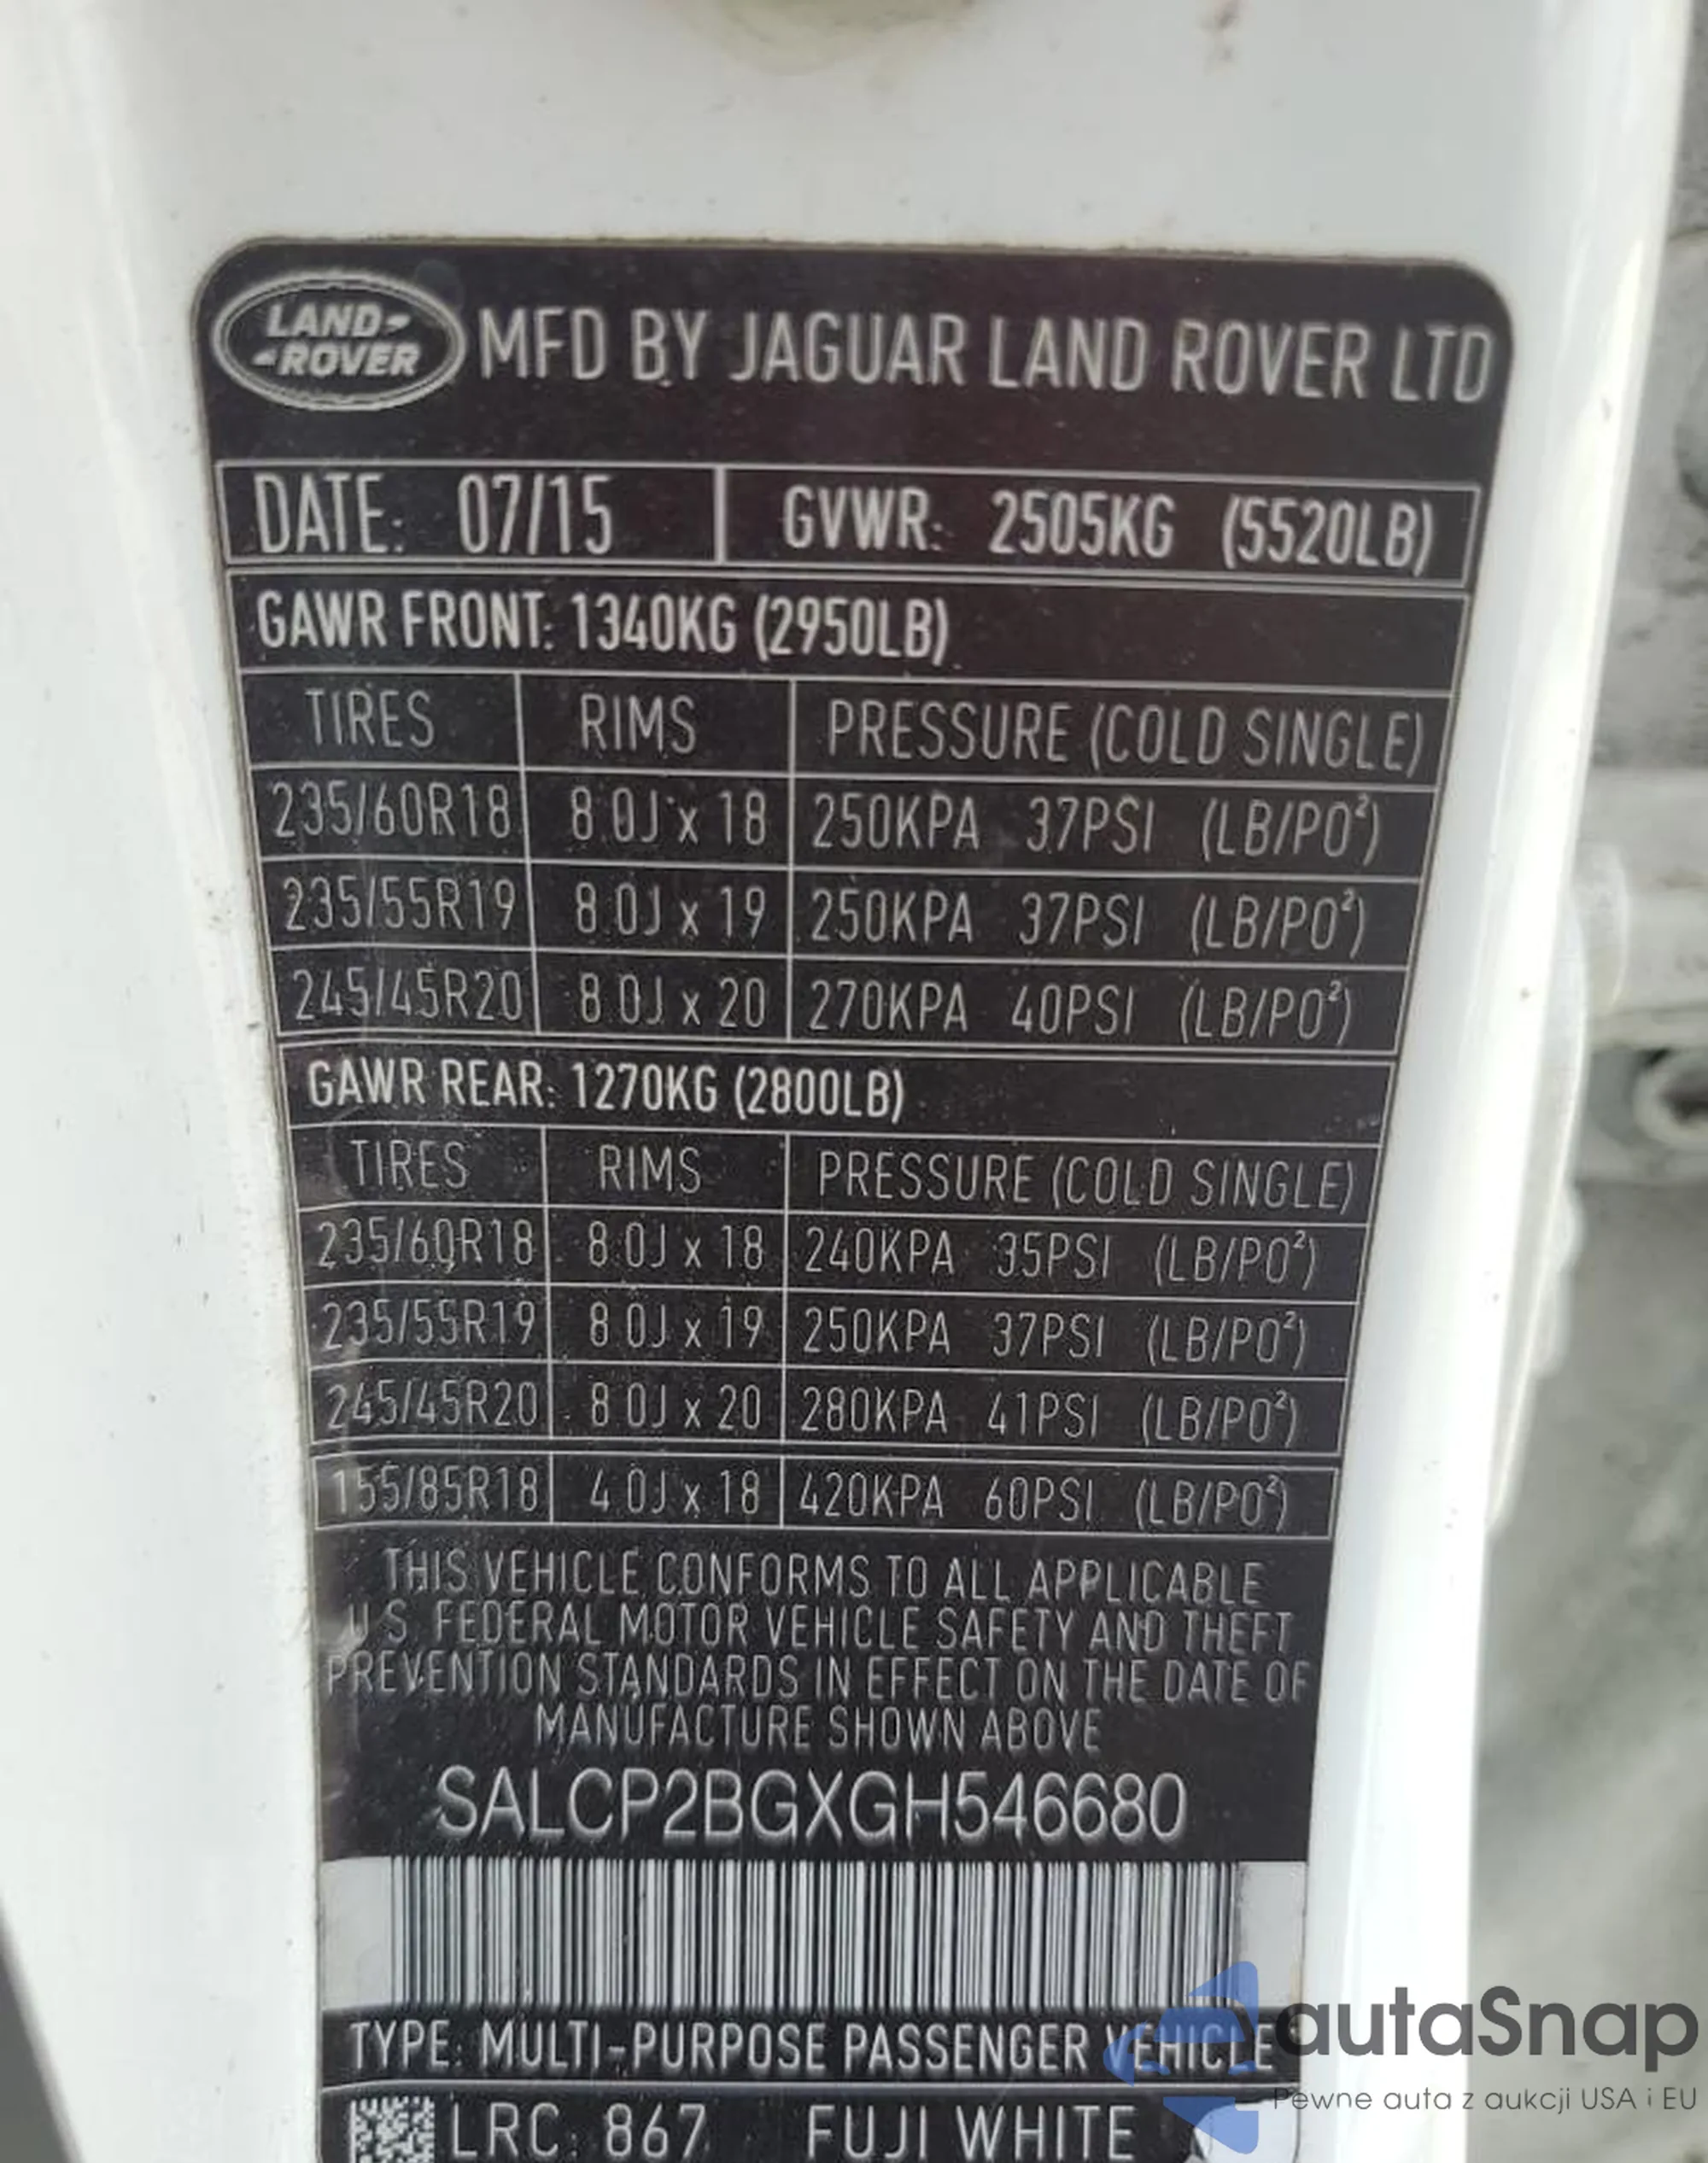 LAND-
-ROVER
MFD BY JAGUAR LAND ROVER LTD
DATE: 07/15 GVWR: 2505KG (5520LB)
GAWR FRONT: 1340KG (2950LB)
TIRES RIMS PRESSURE (COLD SINGLE)
235/60R18 8.0J x 18 250KPA 37PSI (LB/PO²)
235/55R19 8.0J x 19 250KPA 37PSI (LB/PO²)
245/45R20 8.0J x 20 270KPA 40PSI (LB/PO²)
GAWR REAR: 1270KG (2800LB)
TIRES RIMS PRESSURE (COLD SINGLE)
235/60R18 8.0J x 18 240KPA 35PSI (LB/PO²)
235/55R19 8.0J x 19 250KPA 37PSI (LB/PO²)
245/45R20 8.0J x 20 280KPA 41PSI (LB/PO²)
155/85R18 4.0J x 18 420KPA 60PSI (LB/PO²)
THIS VEHICLE CONFORMS TO ALL APPLICABLE
U.S. FEDERAL MOTOR VEHICLE SAFETY AND THEFT
PREVENTION STANDARDS IN EFFECT ON THE DATE OF
MANUFACTURE SHOWN ABOVE
SALCP2BGXGH546680
TYPE: MULTI-PURPOSE PASSENGER VEHICLE
LRC: 867 FUJI WHITE
autaSnap
Pewne auta z aukcji USA i EU